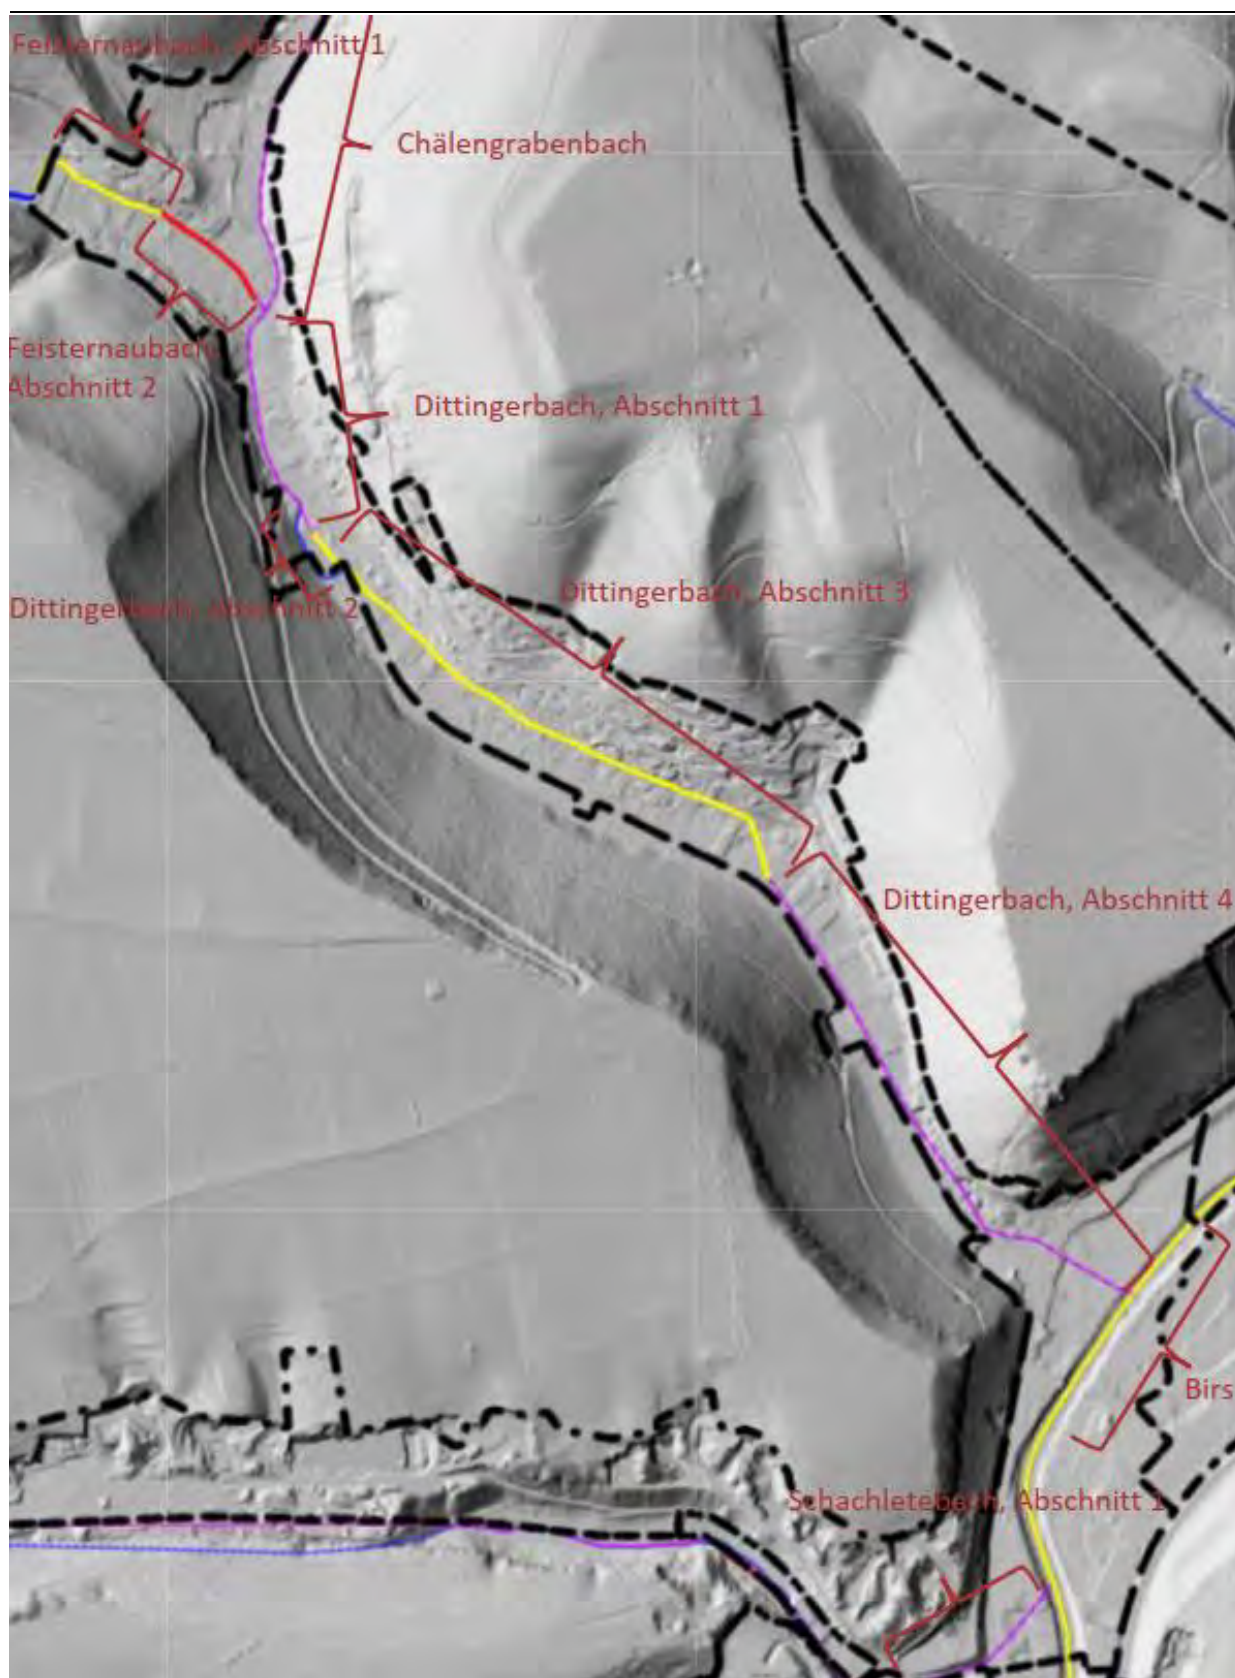 Feisternaubach, Abschnitt 1
Chälengrabenbach
Feisternaubach,
Abschnitt 2
Dittingerbach, Abschnitt 1
Dittingerbach, Abschnitt 3
Dittingerbach, Abschnitt 2
Dittingerbach, Abschnitt 4
Birs
Schachletebach, Abschnitt 1